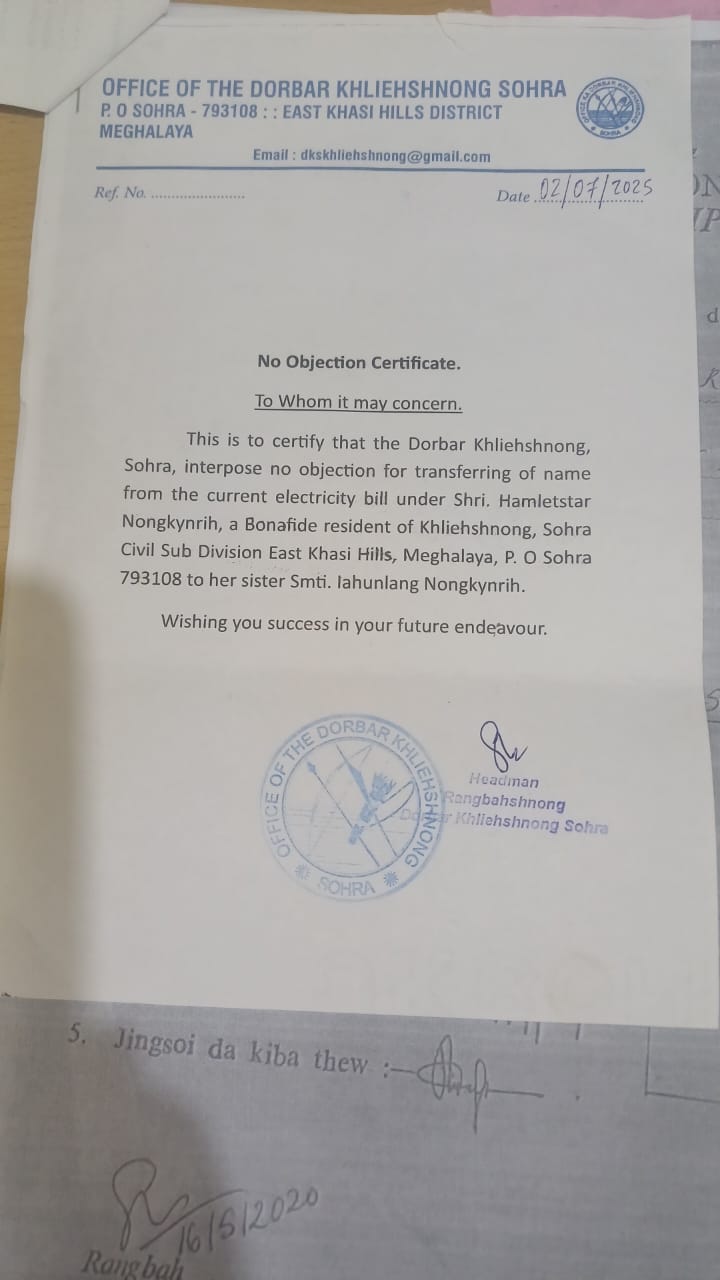 OFFICE OF THE DORBAR KHLIEHSHNONG SOHRA
P. O SOHRA - 793108 : : EAST KHASI HILLS DISTRICT
MEGHALAYA
Email : dkskhliehshnong@gmail.com
Ref. No. ........................
Date 02/07/2025
No Objection Certificate.
To Whom it may concern.
This is to certify that the Dorbar Khliehshnong,
Sohra, interpose no objection for transferring of name
from the current electricity bill under Shri. Hamletstar
Nongkynrih, a Bonafide resident of Khliehshnong, Sohra
Civil Sub Division East Khasi Hills, Meghalaya, P. O Sohra
793108 to her sister Smti. Iahunlang Nongkynrih.
Wishing you success in your future endeavour.
OFFICE OF THE DORBAR KHLIEHSHNONG
SOHRA
Headman
Rangbahshnong
Dorbar Khliehshnong Sohra
5. Jingsoi da kiba thew :-
16/5/2020
Rangbah